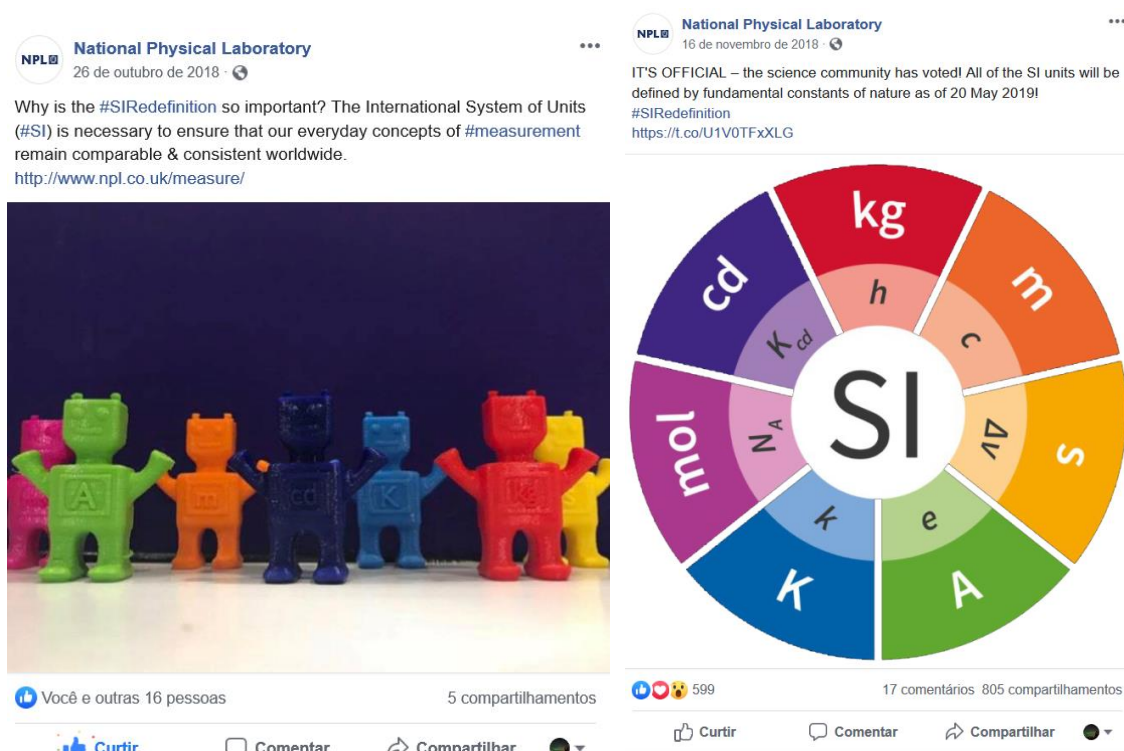 NPL
National Physical Laboratory
26 de outubro de 2018 ·
Why is the #SIRedefinition so important? The International System of Units
(#SI) is necessary to ensure that our everyday concepts of #measurement
remain comparable & consistent worldwide.
http://www.npl.co.uk/measure/
A
m
cd
K
kg
s
Você e outras 16 pessoas
5 compartilhamentos
Curtir
Comentar
Compartilhar
NPL
National Physical Laboratory
16 de novembro de 2018 ·
IT'S OFFICIAL – the science community has voted! All of the SI units will be
defined by fundamental constants of nature as of 20 May 2019!
#SIRedefinition
https://t.co/U1V0TFxXLG
kg
h
m
c
s
Δν
A
e
K
k
mol
NA
cd
Kcd
SI
599
17 comentários 805 compartilhamentos
Curtir
Comentar
Compartilhar